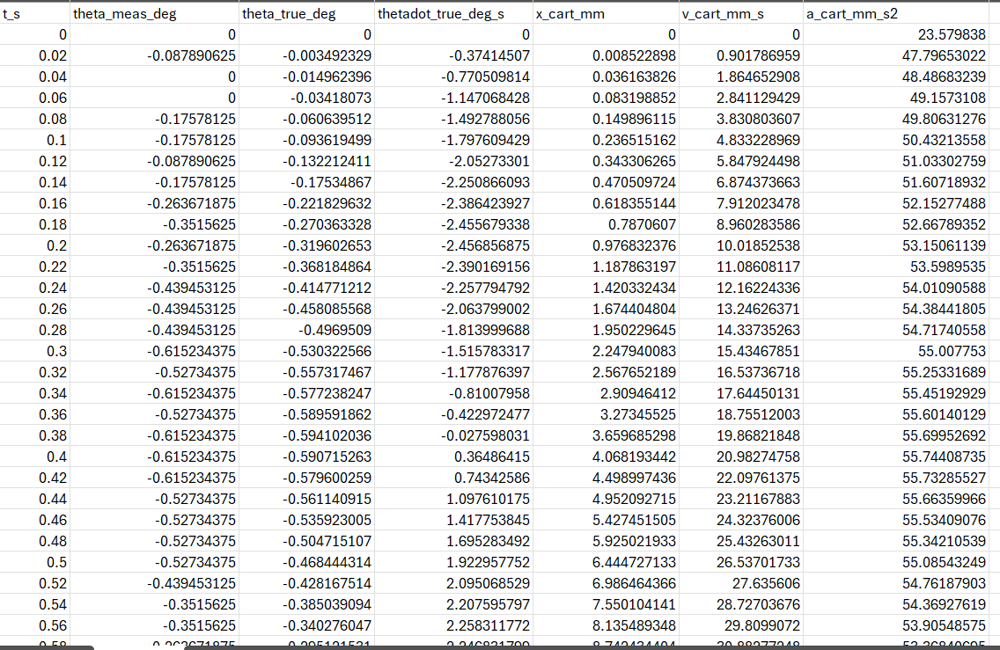 t_s theta_meas_deg theta_true_deg thetadot_true_deg_s x_cart_mm v_cart_mm_s a_cart_mm_s2
0 0 0 0 0 0 23.579838
0.02 -0.087890625 -0.003492329 -0.37414507 0.008522898 0.901786959 47.79653022
0.04 0 -0.014962396 -0.770509814 0.036163826 1.864652908 48.48683239
0.06 0 -0.03418073 -1.147068428 0.083198852 2.841129429 49.1573108
0.08 -0.17578125 -0.060639512 -1.492788056 0.149896115 3.830803607 49.80631276
0.1 -0.17578125 -0.093619499 -1.797609429 0.236515162 4.833228969 50.43213558
0.12 -0.087890625 -0.132212411 -2.05273301 0.343306265 5.847924498 51.03302759
0.14 -0.17578125 -0.17534867 -2.250866093 0.470509724 6.874373663 51.60718932
0.16 -0.263671875 -0.221829632 -2.386423927 0.618355144 7.912023478 52.15277488
0.18 -0.3515625 -0.270363328 -2.455679338 0.7870607 8.960283586 52.66789352
0.2 -0.263671875 -0.319602653 -2.456856875 0.976832376 10.01852538 53.15061139
0.22 -0.3515625 -0.368184864 -2.390169156 1.187863197 11.08608117 53.5989535
0.24 -0.439453125 -0.414771212 -2.257794792 1.420332434 12.16224336 54.01090588
0.26 -0.439453125 -0.458085568 -2.063799002 1.674404804 13.24626371 54.38441805
0.28 -0.439453125 -0.4969509 -1.813999688 1.950229645 14.33735263 54.71740558
0.3 -0.615234375 -0.530322566 -1.515783317 2.247940083 15.43467851 55.007753
0.32 -0.52734375 -0.557317467 -1.177876397 2.567652189 16.53736718 55.25331689
0.34 -0.615234375 -0.577238247 -0.81007958 2.90946412 17.64450131 55.45192929
0.36 -0.52734375 -0.589591862 -0.422972477 3.27345525 18.75512003 55.60140129
0.38 -0.615234375 -0.594102036 -0.027598031 3.659685298 19.86821848 55.69952692
0.4 -0.615234375 -0.590715263 0.36486415 4.068193442 20.98274758 55.74408735
0.42 -0.615234375 -0.579600259 0.74342586 4.498997436 22.09761375 55.73285527
0.44 -0.52734375 -0.561140915 1.097610175 4.952092715 23.21167883 55.66359966
0.46 -0.52734375 -0.535923005 1.417753845 5.427451505 24.32376006 55.53409076
0.48 -0.52734375 -0.504715107 1.695283492 5.925021933 25.43263011 55.34210539
0.5 -0.52734375 -0.468444314 1.922957752 6.444727133 26.53701733 55.08543249
0.52 -0.439453125 -0.428167514 2.095068529 6.986464366 27.635606 54.76187903
0.54 -0.3515625 -0.385039094 2.207595797 7.550104141 28.72703676 54.36927619
0.56 -0.3515625 -0.340276047 2.258311772 8.135489348 29.8099072 53.90548575